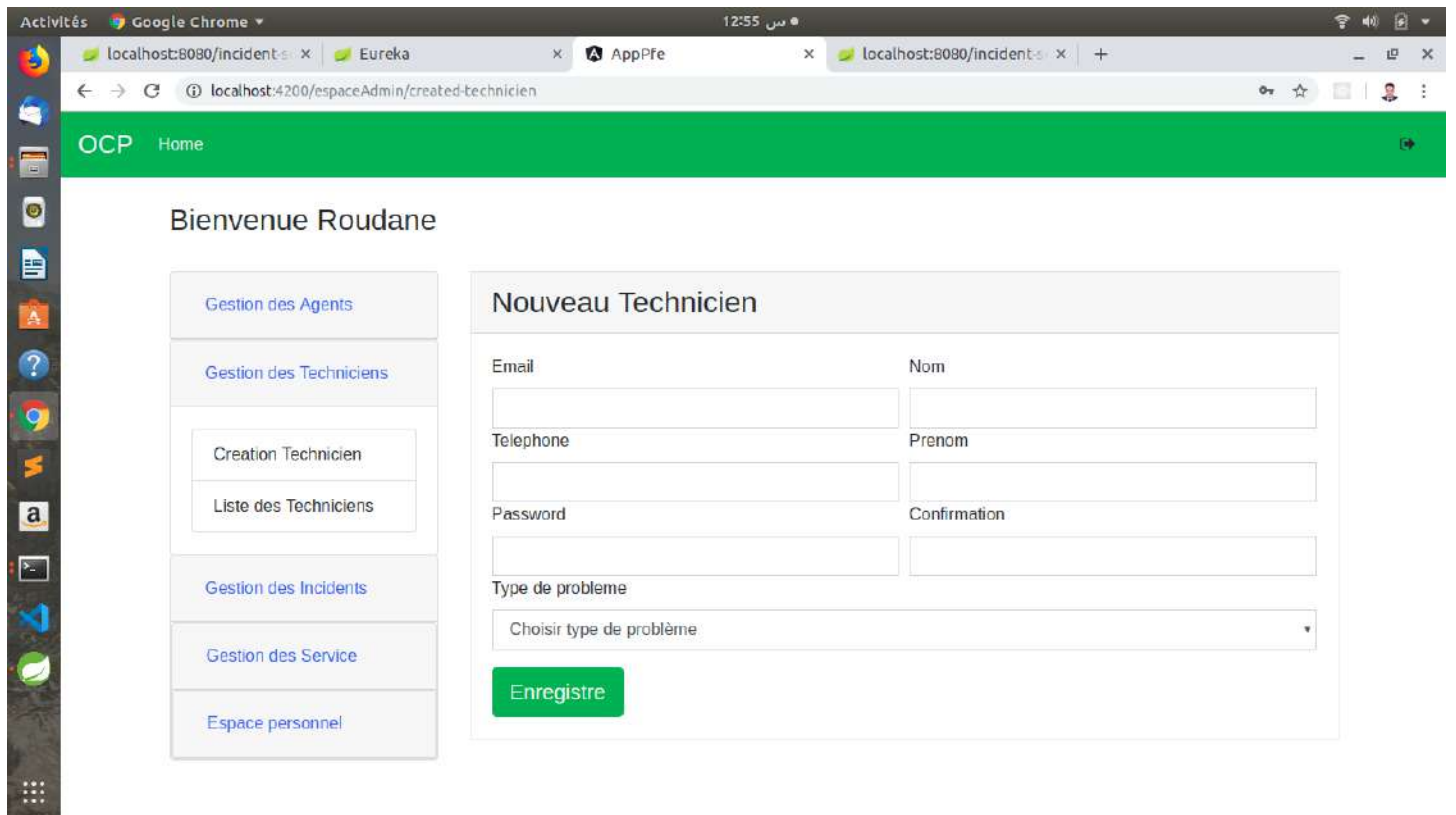 Activités Google Chrome 12:55 س
localhost:8080/incident-s Eureka AppPfe localhost:8080/incident-s
localhost:4200/espaceAdmin/created-technicien
OCP Home
Bienvenue Roudane
Gestion des Agents
Gestion des Techniciens
Creation Technicien
Liste des Techniciens
Gestion des Incidents
Gestion des Service
Espace personnel
Nouveau Technicien
Email Nom
Telephone Prenom
Password Confirmation
Type de probleme
Choisir type de problème
Enregistre